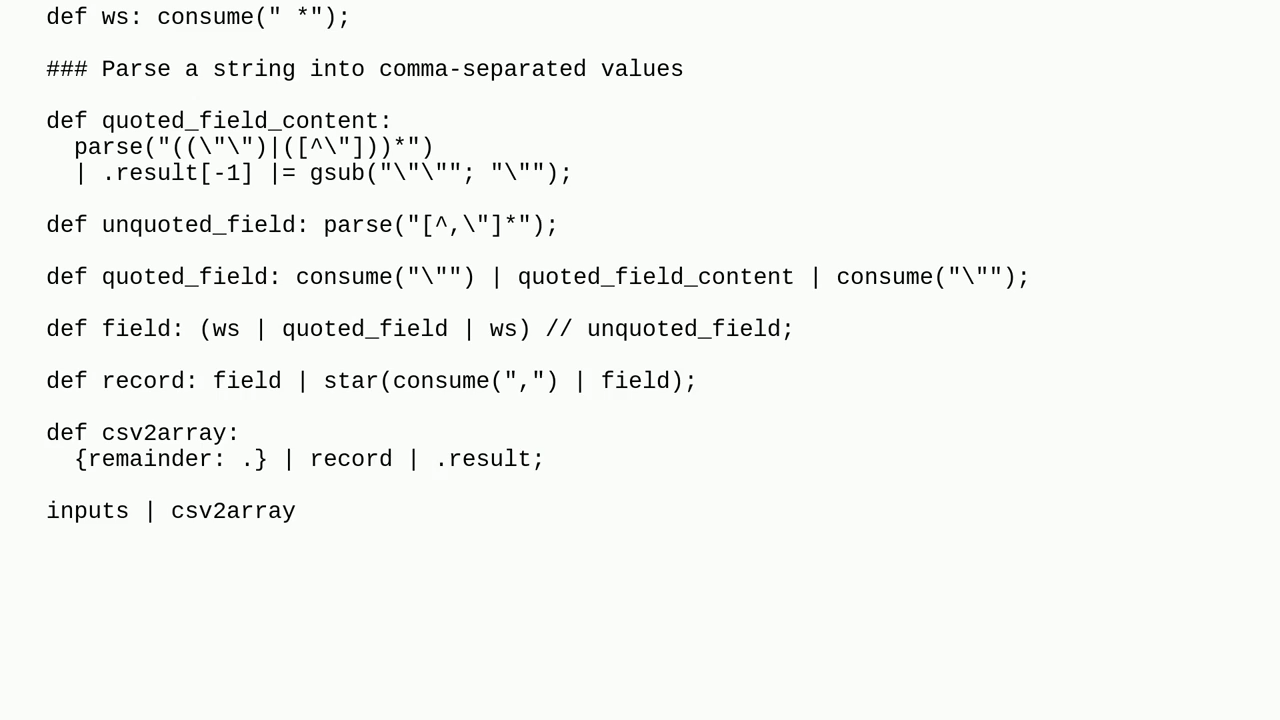 def ws: consume(" *");
### Parse a string into comma-separated values
def quoted_field_content:
  parse("((\"\")|([^\"]))*")
  | .result[-1] |= gsub("\"\""; "\"");
def unquoted_field: parse("[^,\"]*");
def quoted_field: consume("\"") | quoted_field_content | consume("\"");
def field: (ws | quoted_field | ws) // unquoted_field;
def record: field | star(consume(",") | field);
def csv2array:
  {remainder: .} | record | .result;
inputs | csv2array